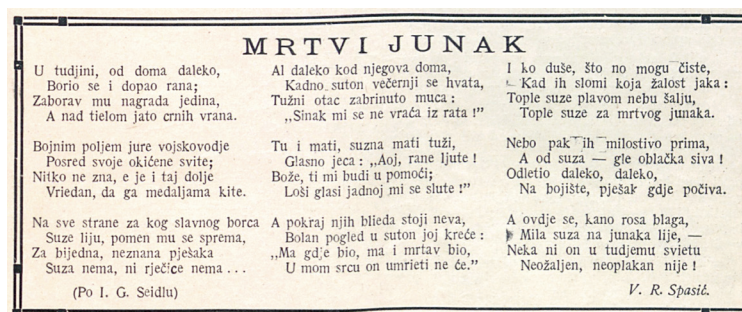 MRTVI JUNAK
U tudjini, od doma daleko,
Borio se i dopao rana;
Zaborav mu nagrada jedina,
A nad tielom jato crnih vrana.
Bojnim poljem jure vojskovodje
Posred svoje okićene svite;
Nitko ne zna, e je i taj dolje
Vriedan, da ga medaljama kite.
Na sve strane za kog slavnog borca
Suze liju, pomen mu se sprema,
Za bijedna, neznana pješaka
Suza nema, ni rječice nema . . .
(Po I. G. Seidlu)
Al daleko kod njegova doma,
Kadno suton večernji se hvata,
Tužni otac zabrinuto muca :
„Sinak mi se ne vraća iz rata !"
Tu i mati, suzna mati tuži,
Glasno jeca : „Aoj, rane ljute !
Bože, ti mi budi u pomoći;
Loši glasi jadnoj mi se slute !"
A pokraj njih blieda stoji neva,
Bolan pogled u suton joj kreće :
„Ma gdje bio, ma i mrtav bio,
U mom srcu on umrieti ne će."
I ko duše, što no mogu čiste,
Kad ih slomi koja žalost jaka :
Tople suze plavom nebu šalju,
Tople suze za mrtvog junaka.
Nebo pak ih milostivo prima,
A od suza — gle oblačka siva !
Odletio daleko, daleko,
Na bojište, pješak gdje počiva.
A ovdje se, kano rosa blaga,
Mila suza na junaka lije, —
Neka ni on u tudjemu svietu
Neožaljen, neoplakan nije !
V. R. Spasić.